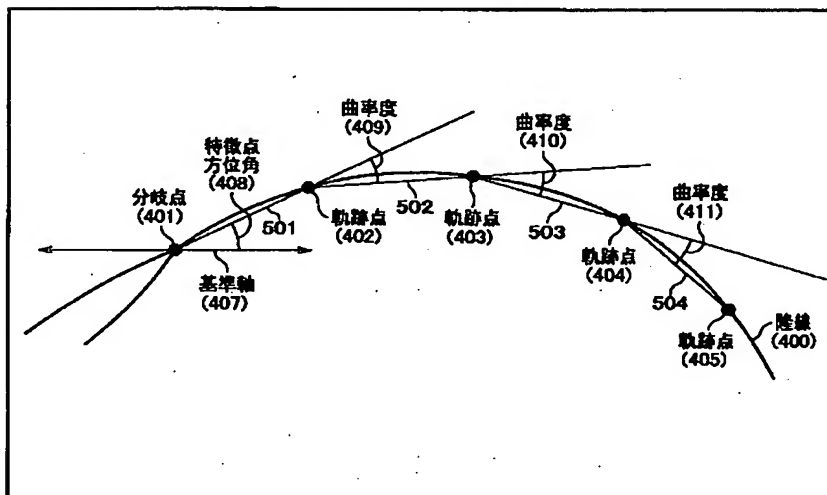 曲率度
(409)
曲率度
(410)
特徴点
方位角
(408)
曲率度
(411)
分岐点
(401)
501
軌跡点
(402)
502
軌跡点
(403)
503
軌跡点
(404)
504
基準軸
(407)
軌跡点
(405)
隆線
(400)